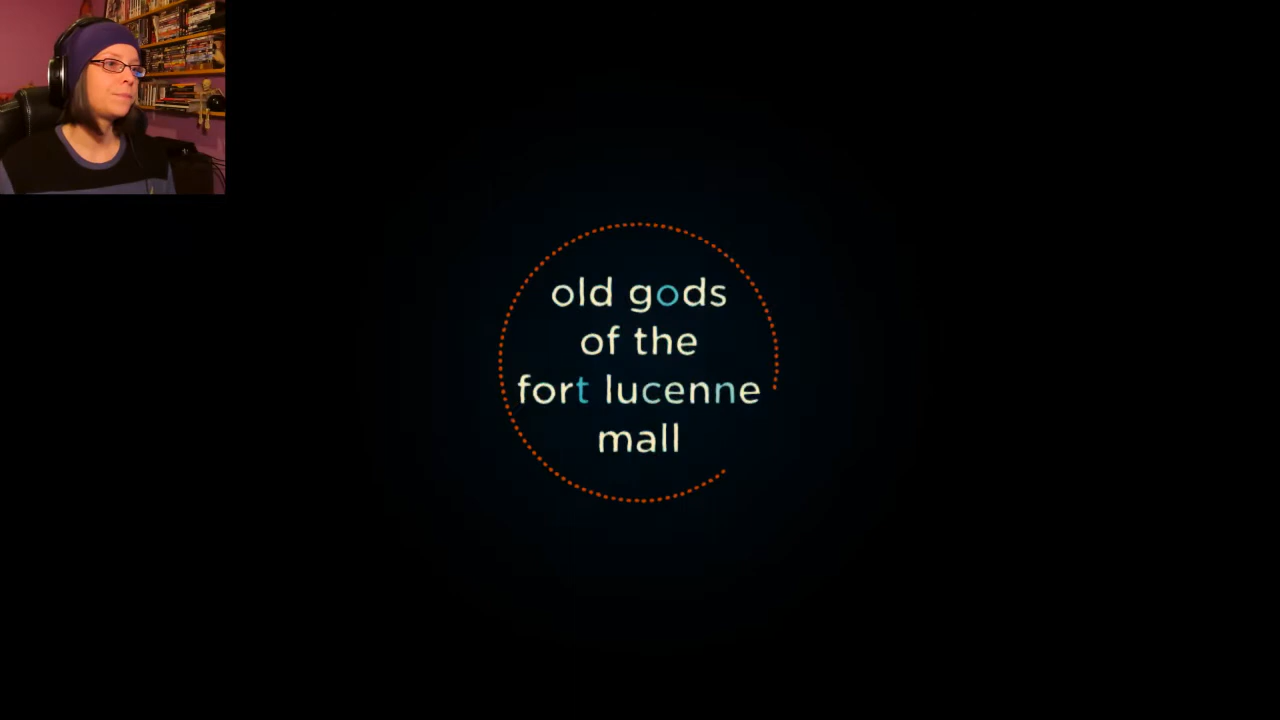 old gods
of the
fort lucenne
mall